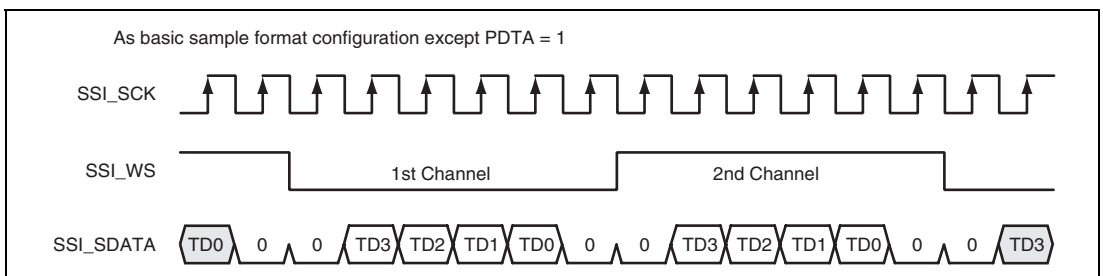 As basic sample format configuration except PDTA = 1
SSI_SCK
SSI_WS 1st Channel 2nd Channel
SSI_SDATA TD0 0 0 TD3 TD2 TD1 TD0 0 0 TD3 TD2 TD1 TD0 0 0 TD3